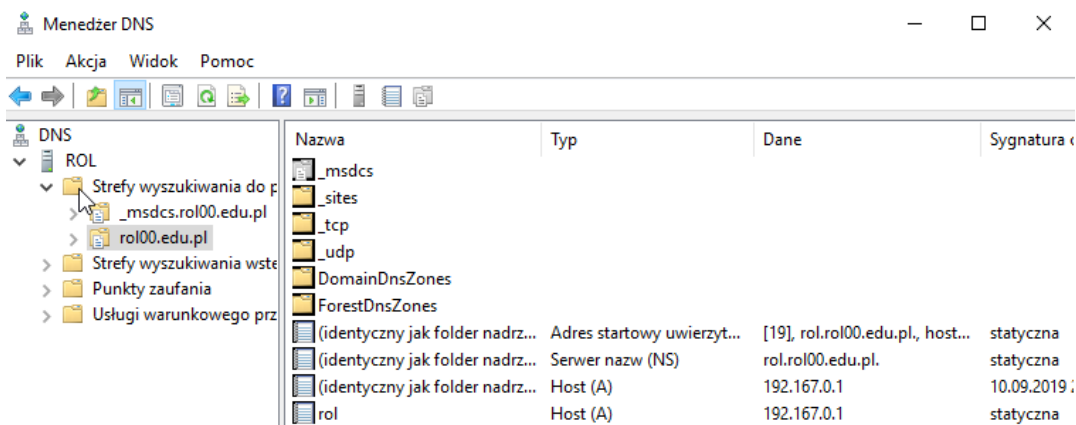 Menedżer DNS
Plik Akcja Widok Pomoc
DNS
ROL
Strefy wyszukiwania do p
_msdcs.rol00.edu.pl
rol00.edu.pl
Strefy wyszukiwania wste
Punkty zaufania
Usługi warunkowego prz
Nazwa Typ Dane Sygnatura
_msdcs
_sites
_tcp
_udp
DomainDnsZones
ForestDnsZones
(identyczny jak folder nadrz... Adres startowy uwierzyt... [19], rol.rol00.edu.pl., host... statyczna
(identyczny jak folder nadrz... Serwer nazw (NS) rol.rol00.edu.pl. statyczna
(identyczny jak folder nadrz... Host (A) 192.167.0.1 10.09.2019
rol Host (A) 192.167.0.1 statyczna